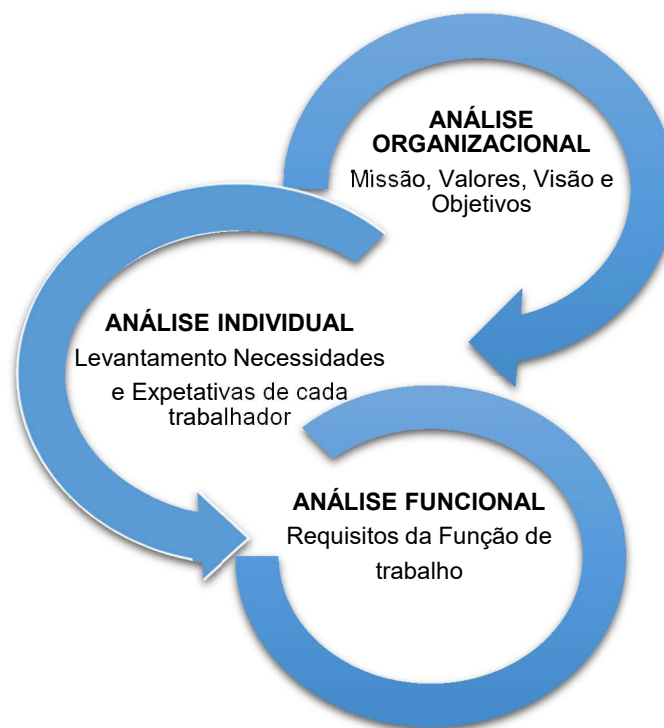 ANÁLISE
ORGANIZACIONAL
Missão, Valores, Visão e
Objetivos
ANÁLISE INDIVIDUAL
Levantamento Necessidades
e Expetativas de cada
trabalhador
ANÁLISE FUNCIONAL
Requisitos da Função de
trabalho